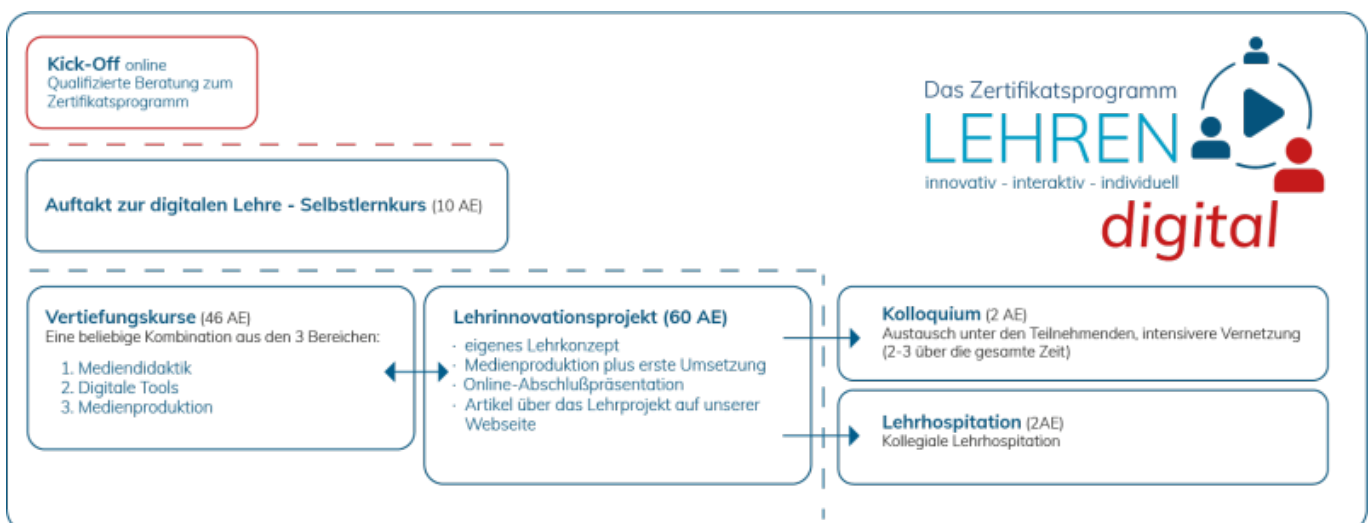 Kick-Off online
Qualifizierte Beratung zum
Zertifikatsprogramm
Das Zertifikatsprogramm
LEHREN
innovativ - interaktiv - individuell
digital
Auftakt zur digitalen Lehre - Selbstlernkurs (10 AE)
Vertiefungskurse (46 AE)
Eine beliebige Kombination aus den 3 Bereichen:
1. Mediendidaktik
2. Digitale Tools
3. Medienproduktion
Lehrinnovationsprojekt (60 AE)
· eigenes Lehrkonzept
· Medienproduktion plus erste Umsetzung
· Online-Abschlußpräsentation
· Artikel über das Lehrprojekt auf unserer
Webseite
Kolloquium (2 AE)
Austausch unter den Teilnehmenden, intensivere Vernetzung
(2-3 über die gesamte Zeit)
Lehrhospitation (2AE)
Kollegiale Lehrhospitation